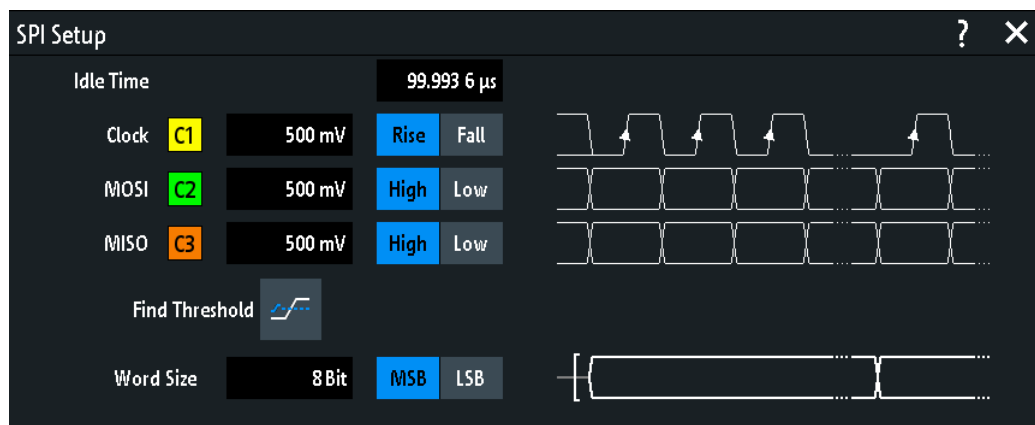 SPI Setup ? ✕
Idle Time 99.993 6 µs
Clock C1 500 mV Rise Fall
MOSI C2 500 mV High Low
MISO C3 500 mV High Low
Find Threshold
Word Size 8 Bit MSB LSB